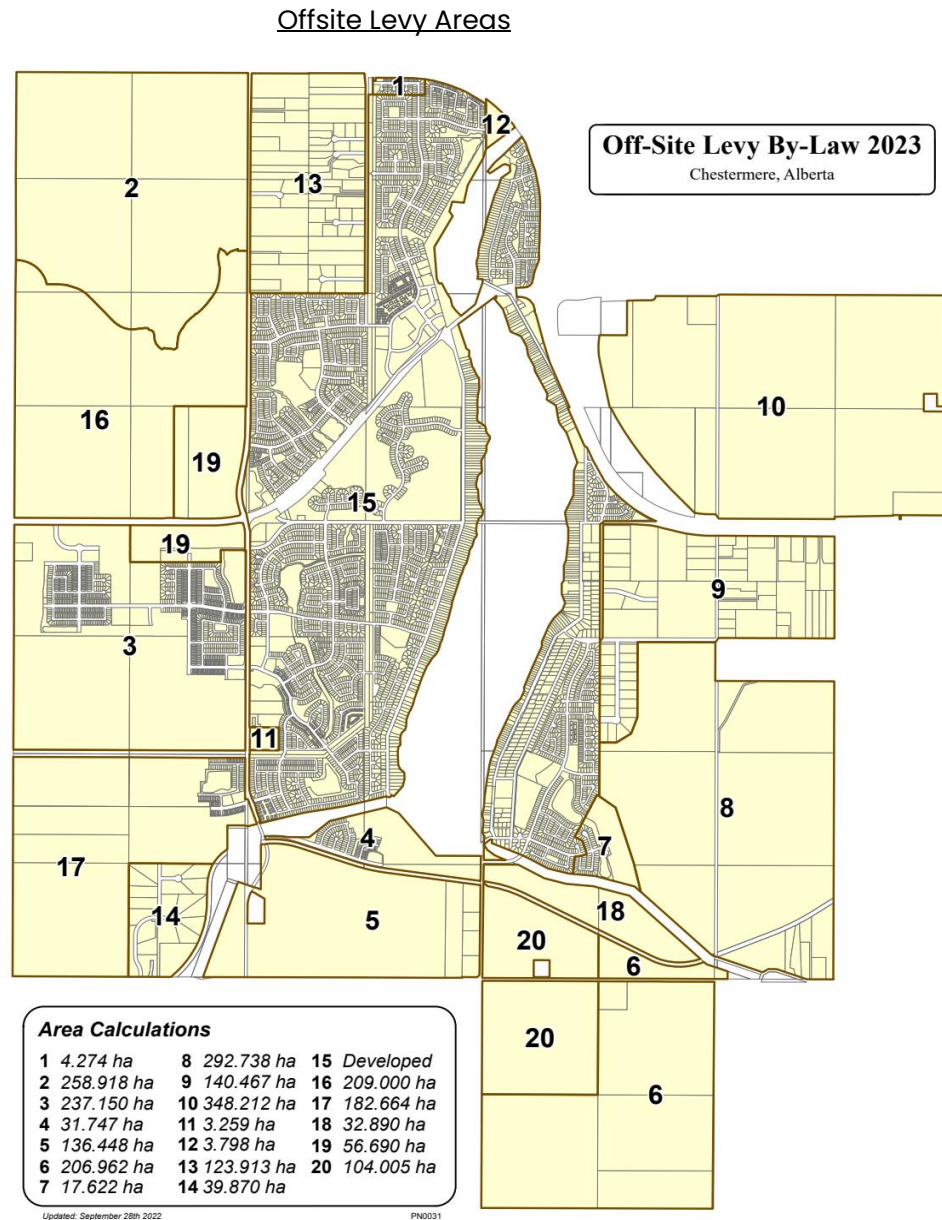 Offsite Levy Areas
Off-Site Levy By-Law 2023
Chestermere, Alberta
1
12
2
13
10
16
19
15
19
9
3
11
8
4
7
17
14
18
5
20
6
20
6
Area Calculations
1 4.274 ha 8 292.738 ha 15 Developed
2 258.918 ha 9 140.467 ha 16 209.000 ha
3 237.150 ha 10 348.212 ha 17 182.664 ha
4 31.747 ha 11 3.259 ha 18 32.890 ha
5 136.448 ha 12 3.798 ha 19 56.690 ha
6 206.962 ha 13 123.913 ha 20 104.005 ha
7 17.622 ha 14 39.870 ha
Updated: September 28th 2022 PN0031